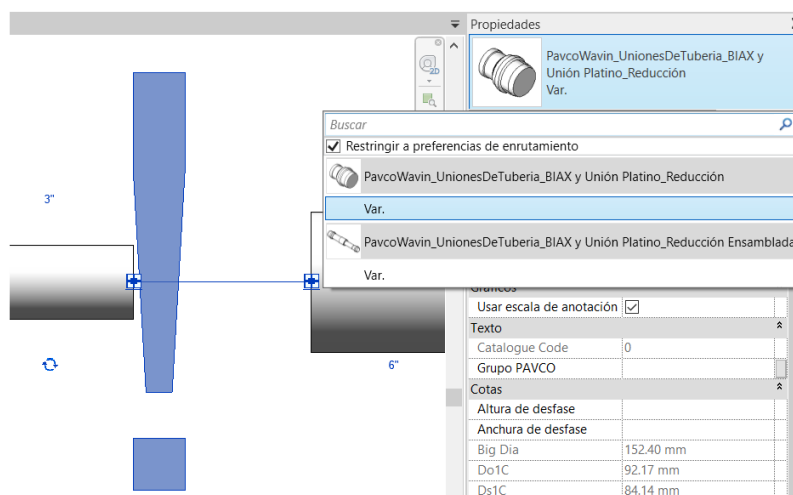 Propiedades
PavcoWavin_UnionesDeTuberia_BIAX y
Unión Platino_Reducción
Var.
2D
Buscar
Restringir a preferencias de enrutamiento
PavcoWavin_UnionesDeTuberia_BIAX y Unión Platino_Reducción
Var.
PavcoWavin_UnionesDeTuberia_BIAX y Unión Platino_Reducción Ensamblada
Var.
3"
6"
Gráficos
Usar escala de anotación
Texto
Catalogue Code 0
Grupo PAVCO
Cotas
Altura de desfase
Anchura de desfase
Big Dia 152.40 mm
Do1C 92.17 mm
Ds1C 84.14 mm